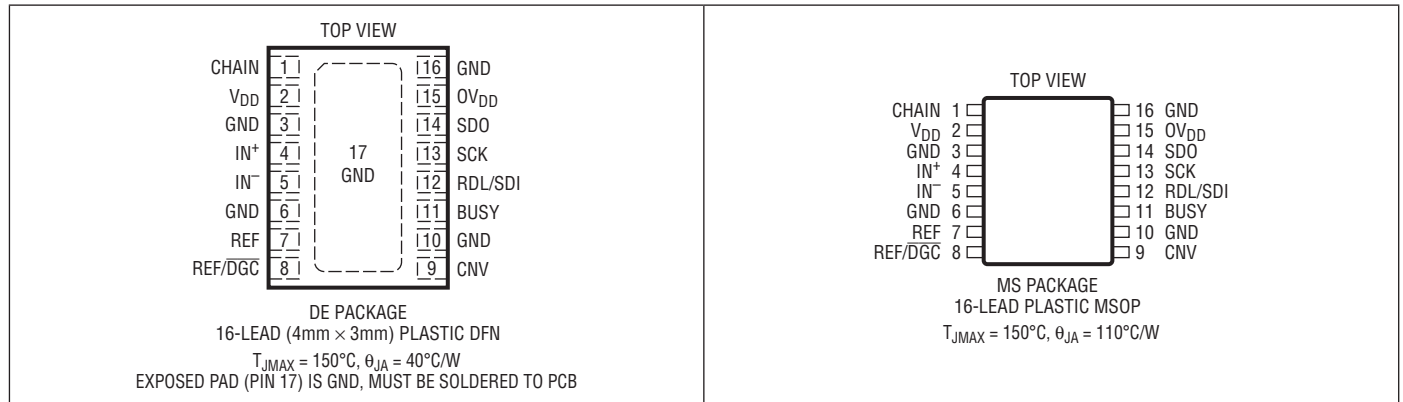 TOP VIEW
CHAIN 1 16 GND
VDD 2 15 OVDD
GND 3 14 SDO
IN+ 4 17 13 SCK
IN– 5 GND 12 RDL/SDI
GND 6 11 BUSY
REF 7 10 GND
REF/DGC 8 9 CNV
DE PACKAGE
16-LEAD (4mm × 3mm) PLASTIC DFN
TJMAX = 150°C, θJA = 40°C/W
EXPOSED PAD (PIN 17) IS GND, MUST BE SOLDERED TO PCB
TOP VIEW
CHAIN 1 16 GND
VDD 2 15 OVDD
GND 3 14 SDO
IN+ 4 13 SCK
IN– 5 12 RDL/SDI
GND 6 11 BUSY
REF 7 10 GND
REF/DGC 8 9 CNV
MS PACKAGE
16-LEAD PLASTIC MSOP
TJMAX = 150°C, θJA = 110°C/W